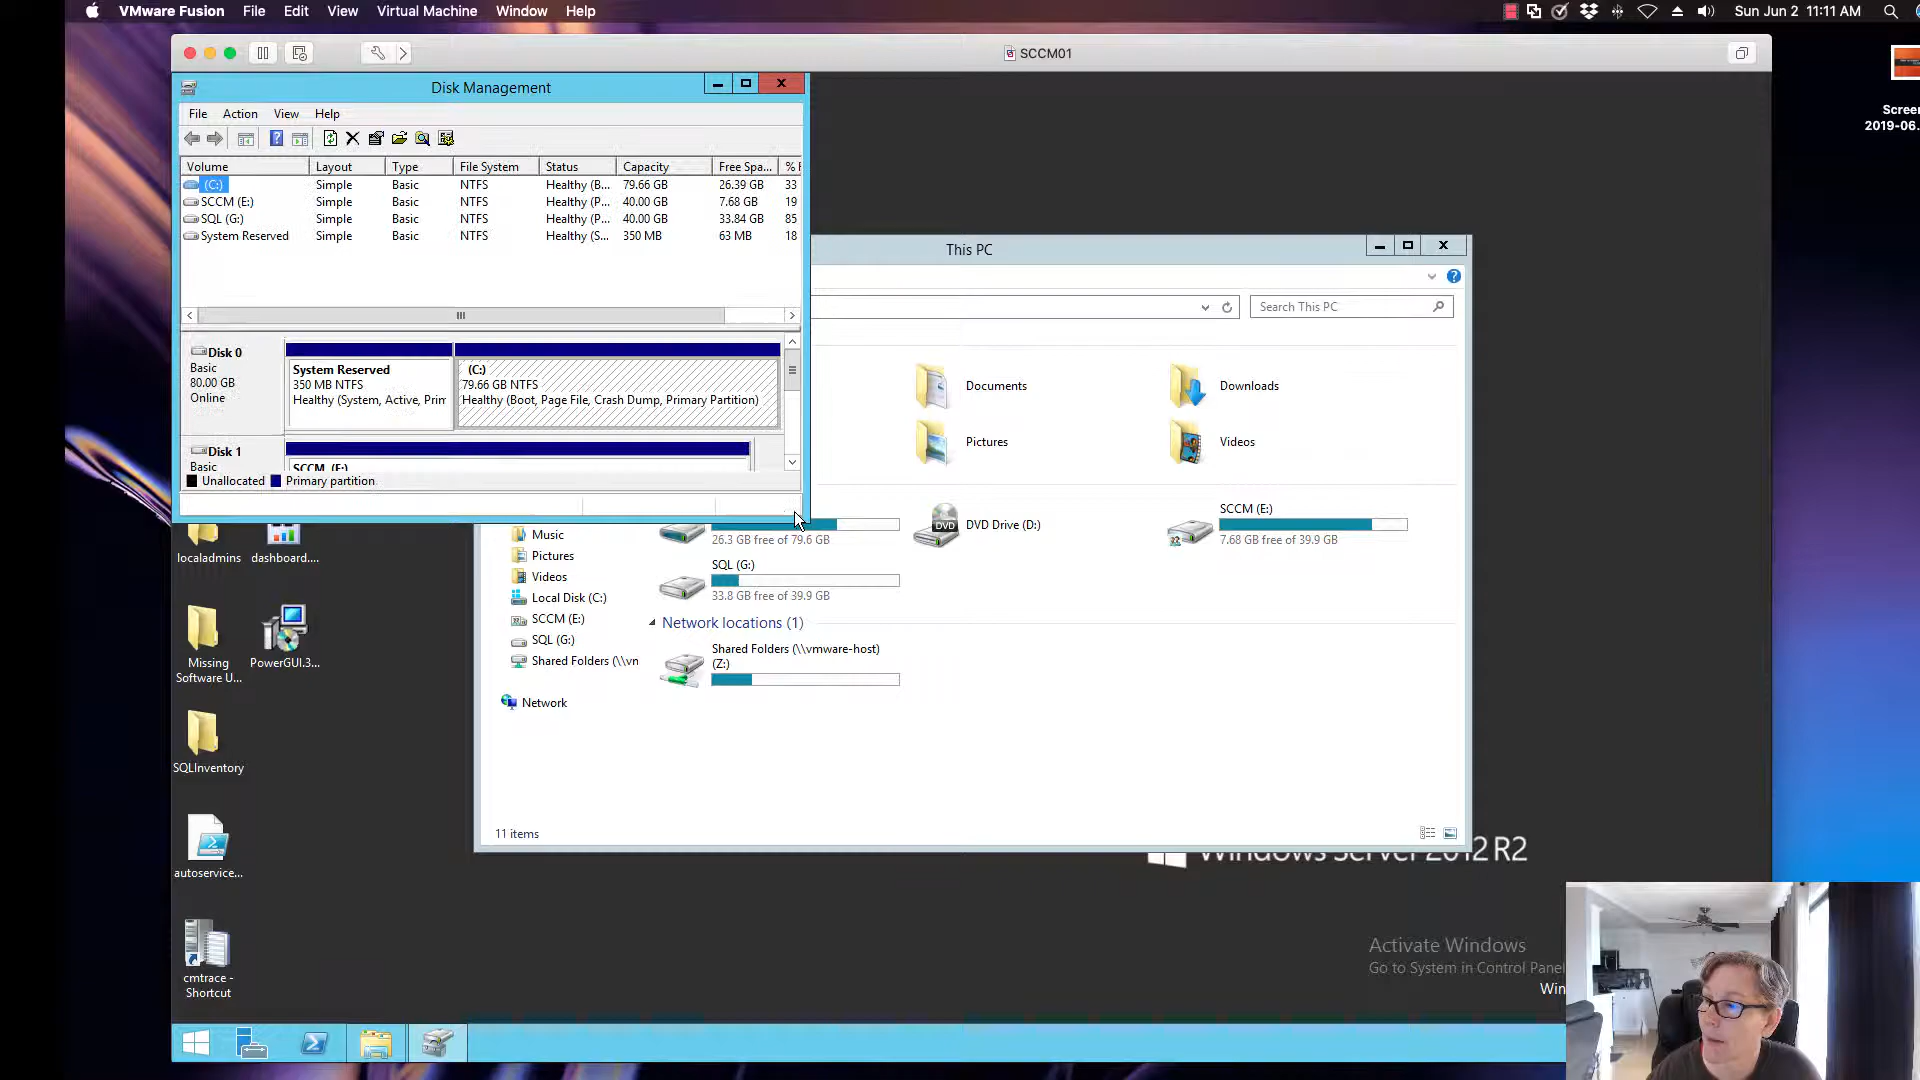 VMware Fusion File Edit View Virtual Machine Window Help
Sun Jun 2 11:11 AM
SCCM01
Screen
2019-06.
Disk Management
File Action View Help
Volume Layout Type File System Status Capacity Free Spa... %
(C:) Simple Basic NTFS Healthy (B... 79.66 GB 26.39 GB 33
SCCM (E:) Simple Basic NTFS Healthy (P... 40.00 GB 7.68 GB 19
SQL (G:) Simple Basic NTFS Healthy (P... 40.00 GB 33.84 GB 85
System Reserved Simple Basic NTFS Healthy (S... 350 MB 63 MB 18
Disk 0
Basic
80.00 GB
Online
System Reserved
350 MB NTFS
Healthy (System, Active, Prim
(C:)
79.66 GB NTFS
Healthy (Boot, Page File, Crash Dump, Primary Partition)
Disk 1
Basic
SCCM (E:)
Unallocated Primary partition
This PC
Search This PC
Documents
Downloads
Pictures
Videos
26.3 GB free of 79.6 GB
DVD
DVD Drive (D:)
SCCM (E:)
7.68 GB free of 39.9 GB
SQL (G:)
33.8 GB free of 39.9 GB
Network locations (1)
Shared Folders (\\vmware-host)
(Z:)
Music
Pictures
Videos
Local Disk (C:)
SCCM (E:)
SQL (G:)
Shared Folders (\\vn
Network
11 items
localadmins
dashboard....
Missing
Software U...
PowerGUI.3...
SQLInventory
autoservice...
cmtrace -
Shortcut
Windows Server 2012 R2
Activate Windows
Go to System in Control Panel
Win